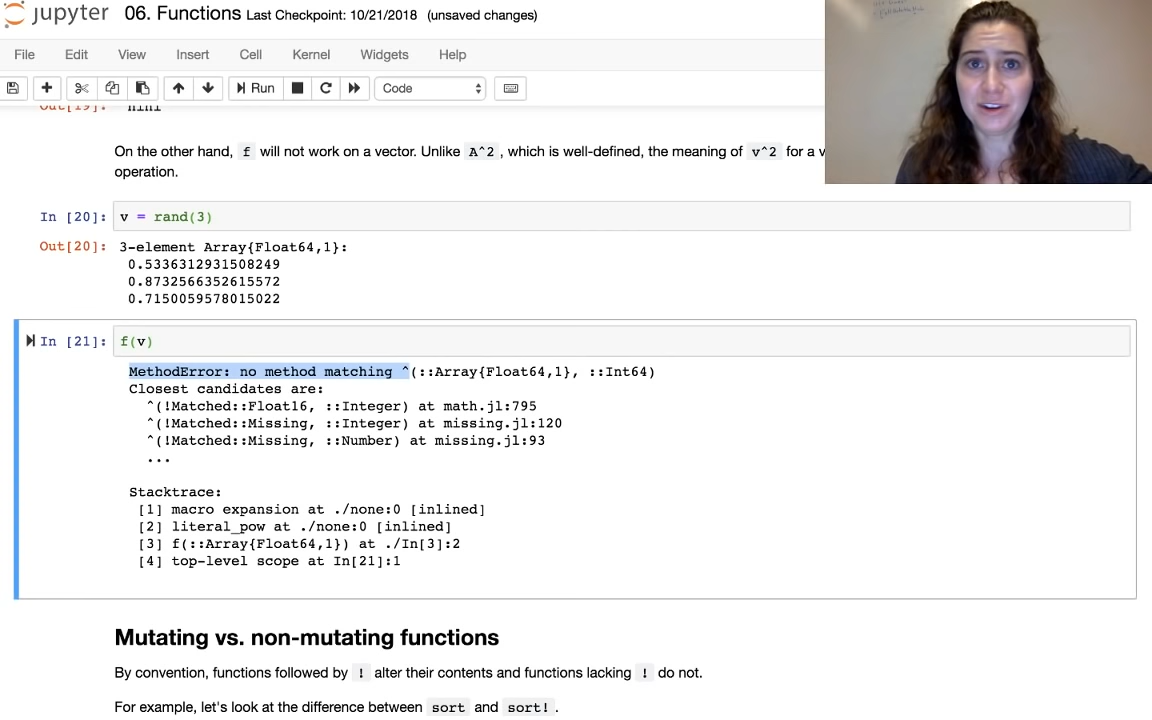 jupyter 06. Functions Last Checkpoint: 10/21/2018 (unsaved changes)
File Edit View Insert Cell Kernel Widgets Help
Run Code
Out[19]: "hihi"
On the other hand, f will not work on a vector. Unlike A^2 , which is well-defined, the meaning of v^2 for a v
operation.
In [20]: v = rand(3)
Out[20]: 3-element Array{Float64,1}:
0.5336312931508249
0.8732566352615572
0.7150059578015022
In [21]: f(v)
MethodError: no method matching ^(::Array{Float64,1}, ::Int64)
Closest candidates are:
^(!Matched::Float16, ::Integer) at math.jl:795
^(!Matched::Missing, ::Integer) at missing.jl:120
^(!Matched::Missing, ::Number) at missing.jl:93
...
Stacktrace:
[1] macro expansion at ./none:0 [inlined]
[2] literal_pow at ./none:0 [inlined]
[3] f(::Array{Float64,1}) at ./In[3]:2
[4] top-level scope at In[21]:1
Mutating vs. non-mutating functions
By convention, functions followed by ! alter their contents and functions lacking ! do not.
For example, let's look at the difference between sort and sort! .